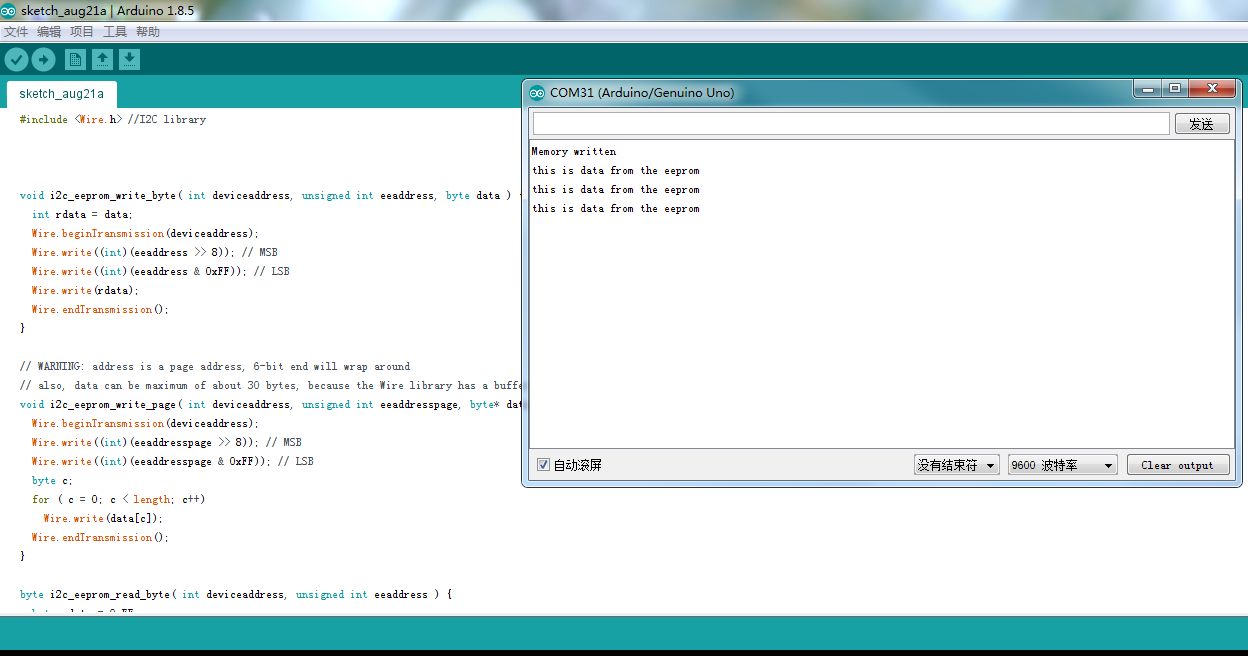 sketch_aug21a | Arduino 1.8.5
文件 编辑 项目 工具 帮助
sketch_aug21a
#include <Wire.h> //I2C library
void i2c_eeprom_write_byte( int deviceaddress, unsigned int eeaddress, byte data ) {
int rdata = data;
Wire.beginTransmission(deviceaddress);
Wire.write((int)(eeaddress >> 8)); // MSB
Wire.write((int)(eeaddress & 0xFF)); // LSB
Wire.write(rdata);
Wire.endTransmission();
}
// WARNING: address is a page address, 6-bit end will wrap around
// also, data can be maximum of about 30 bytes, because the Wire library has a buffe
void i2c_eeprom_write_page( int deviceaddress, unsigned int eeaddresspage, byte* dat
Wire.beginTransmission(deviceaddress);
Wire.write((int)(eeaddresspage >> 8)); // MSB
Wire.write((int)(eeaddresspage & 0xFF)); // LSB
byte c;
for ( c = 0; c < length; c++)
Wire.write(data[c]);
Wire.endTransmission();
}
byte i2c_eeprom_read_byte( int deviceaddress, unsigned int eeaddress ) {
COM31 (Arduino/Genuino Uno)
发送
Memory written
this is data from the eeprom
this is data from the eeprom
this is data from the eeprom
自动滚屏
没有结束符
9600 波特率
Clear output